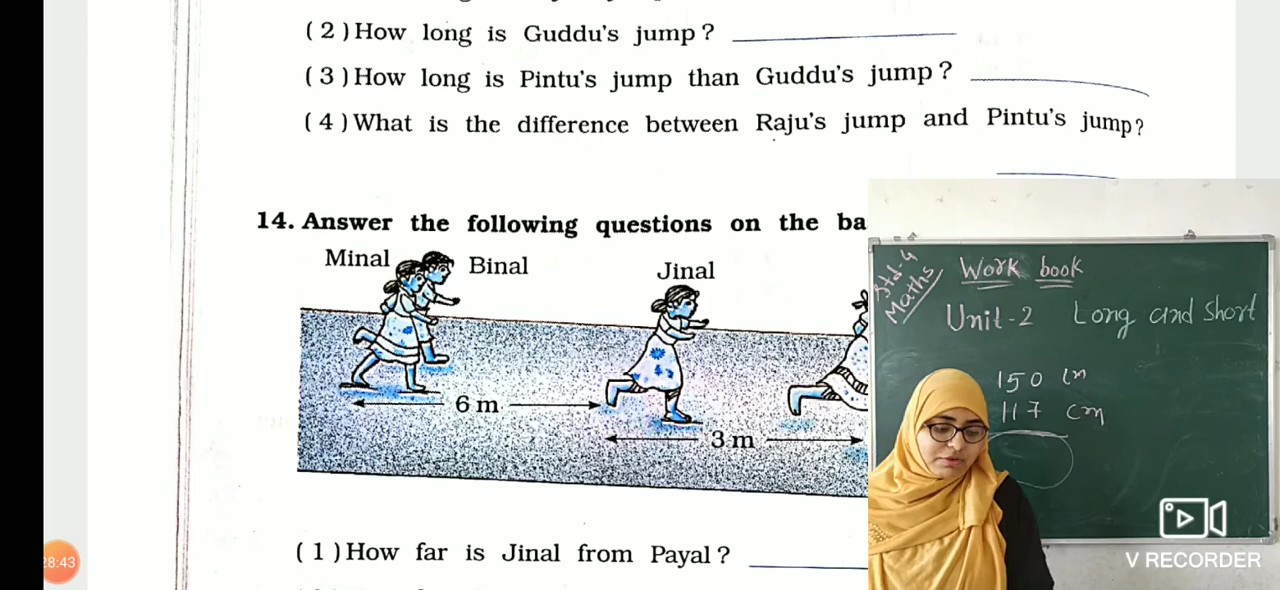 ( 2 ) How long is Guddu's jump ?
( 3 ) How long is Pintu's jump than Guddu's jump ?
( 4 ) What is the difference between Raju's jump and Pintu's jump?
14. Answer the following questions on the ba
Minal Binal Jinal
6 m
3 m
( 1 ) How far is Jinal from Payal ?
Std-4
Maths
Work book
Unit-2 Long and Short
150 cm
117 cm
28:43
V RECORDER